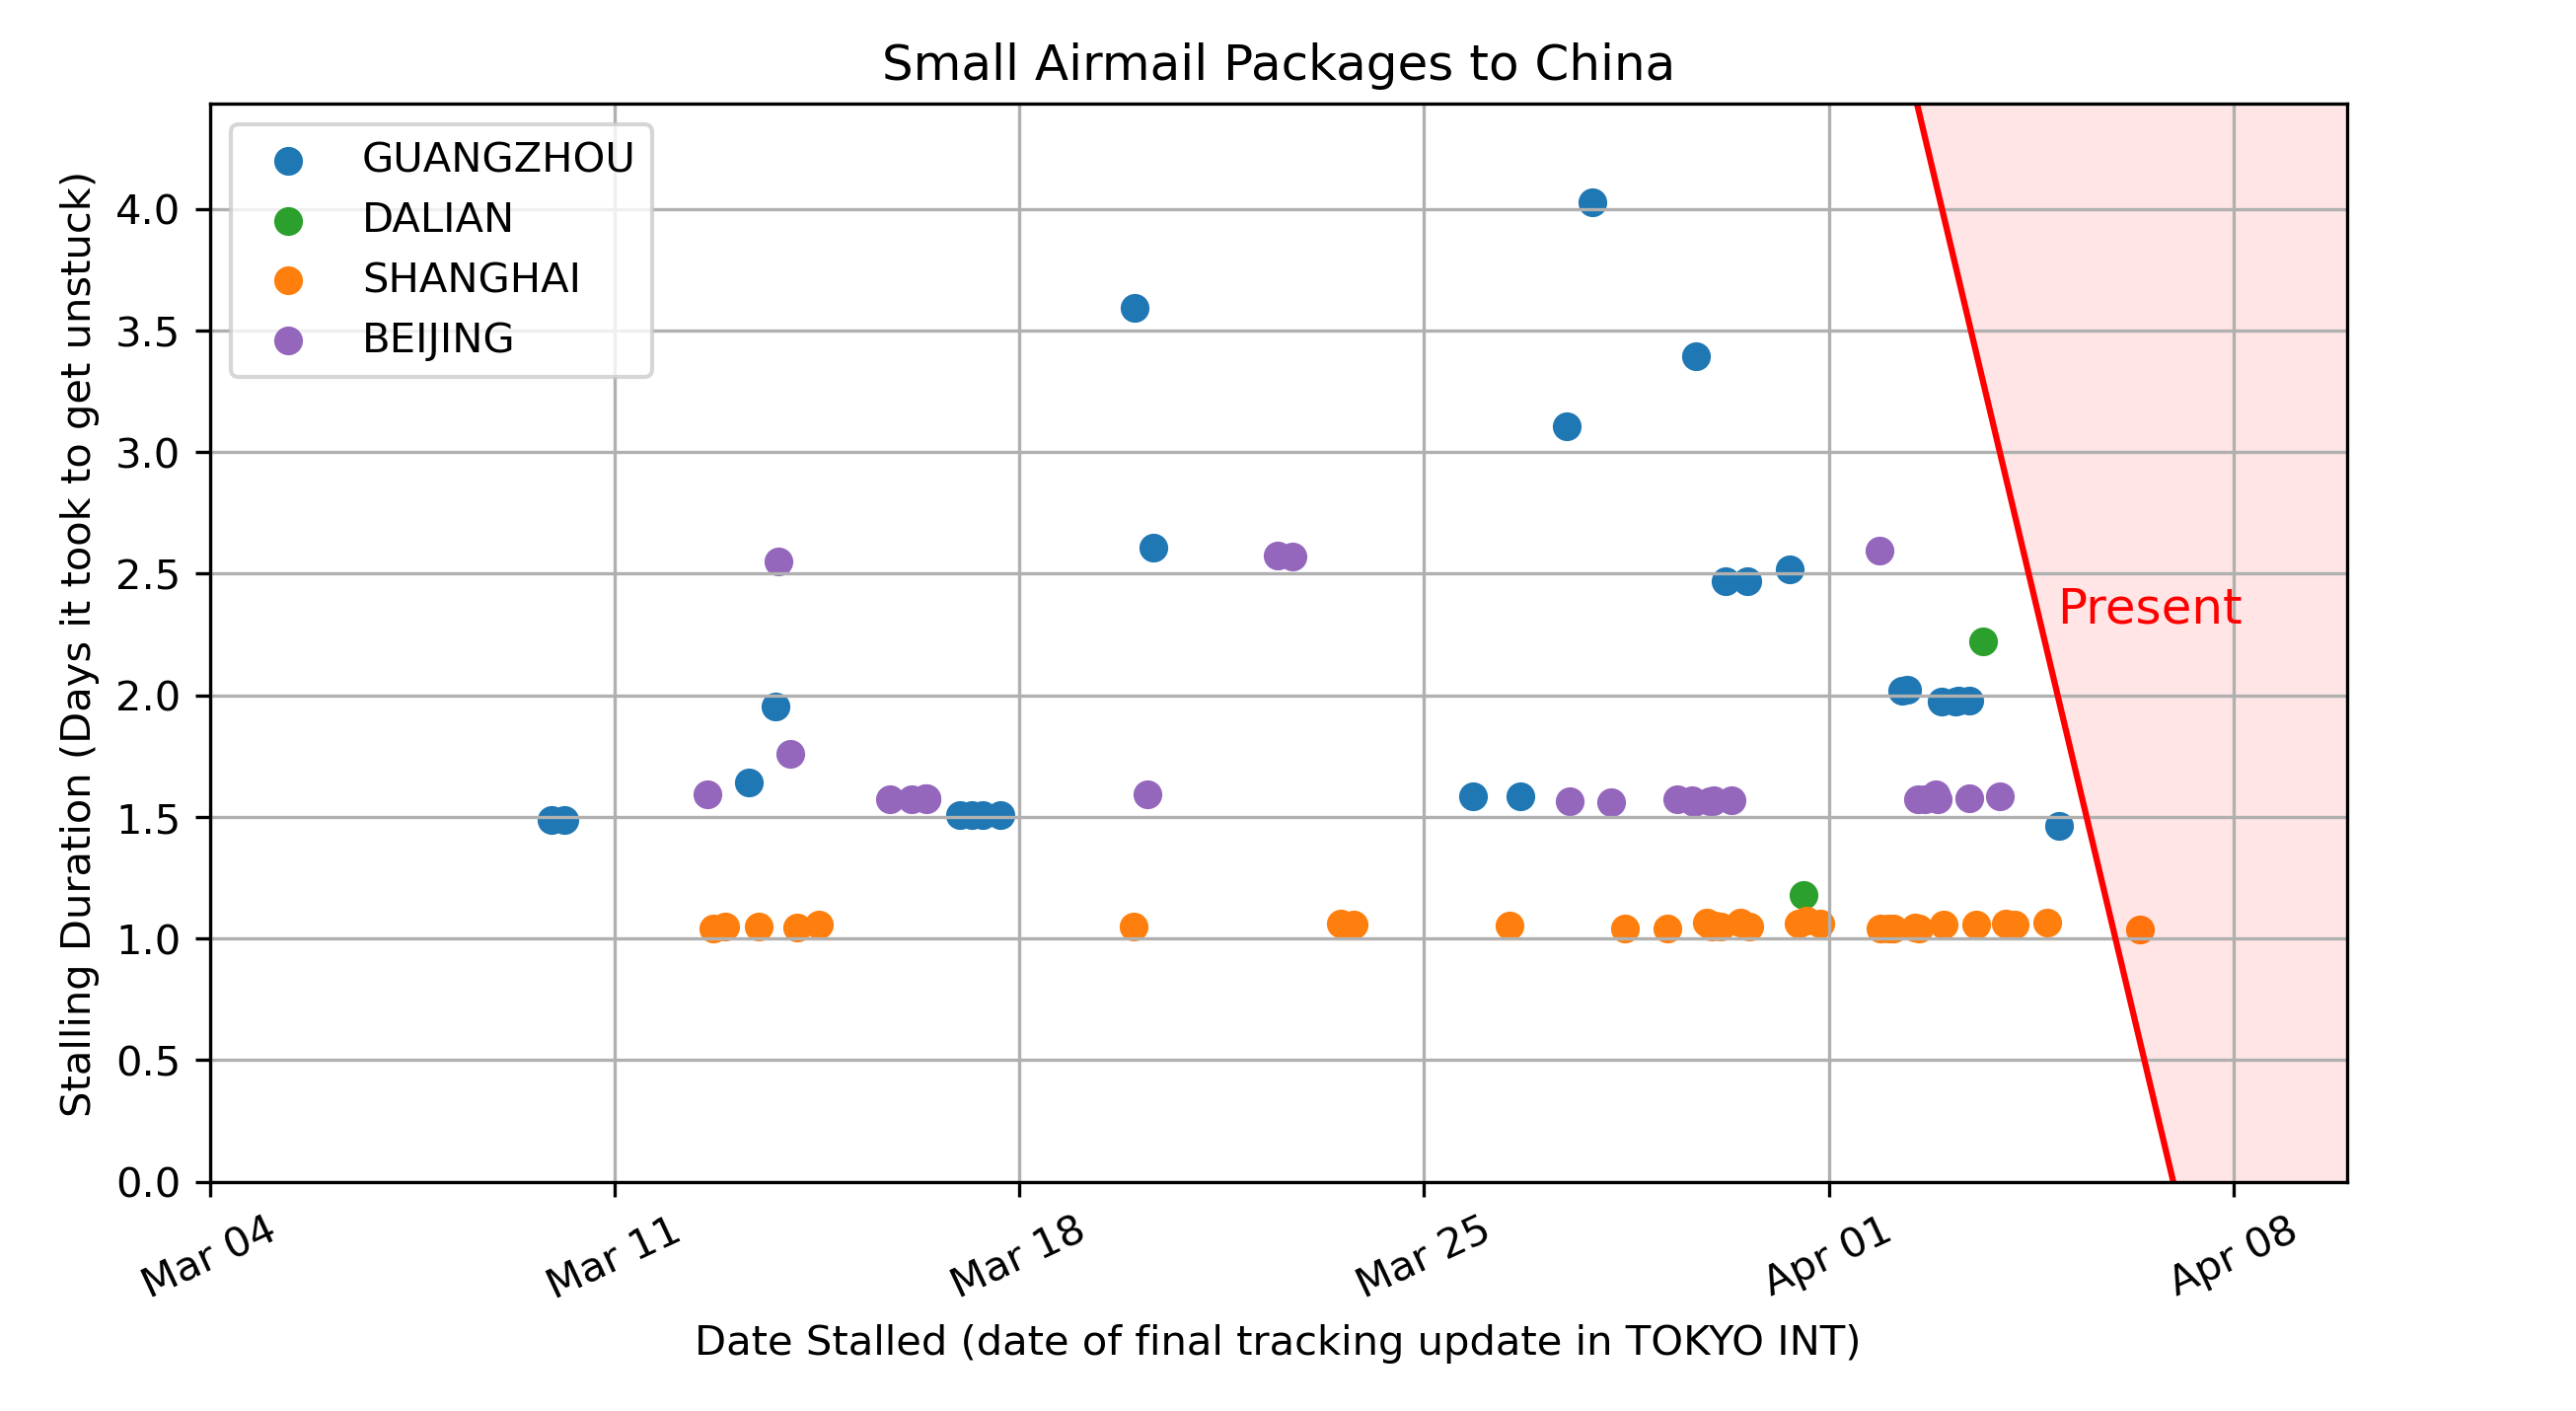 Small Airmail Packages to China
GUANGZHOU
DALIAN
SHANGHAI
BEIJING
Stalling Duration (Days it took to get unstuck)
4.0
3.5
3.0
2.5
2.0
1.5
1.0
0.5
0.0
Present
Mar 04
Mar 11
Mar 18
Mar 25
Apr 01
Apr 08
Date Stalled (date of final tracking update in TOKYO INT)